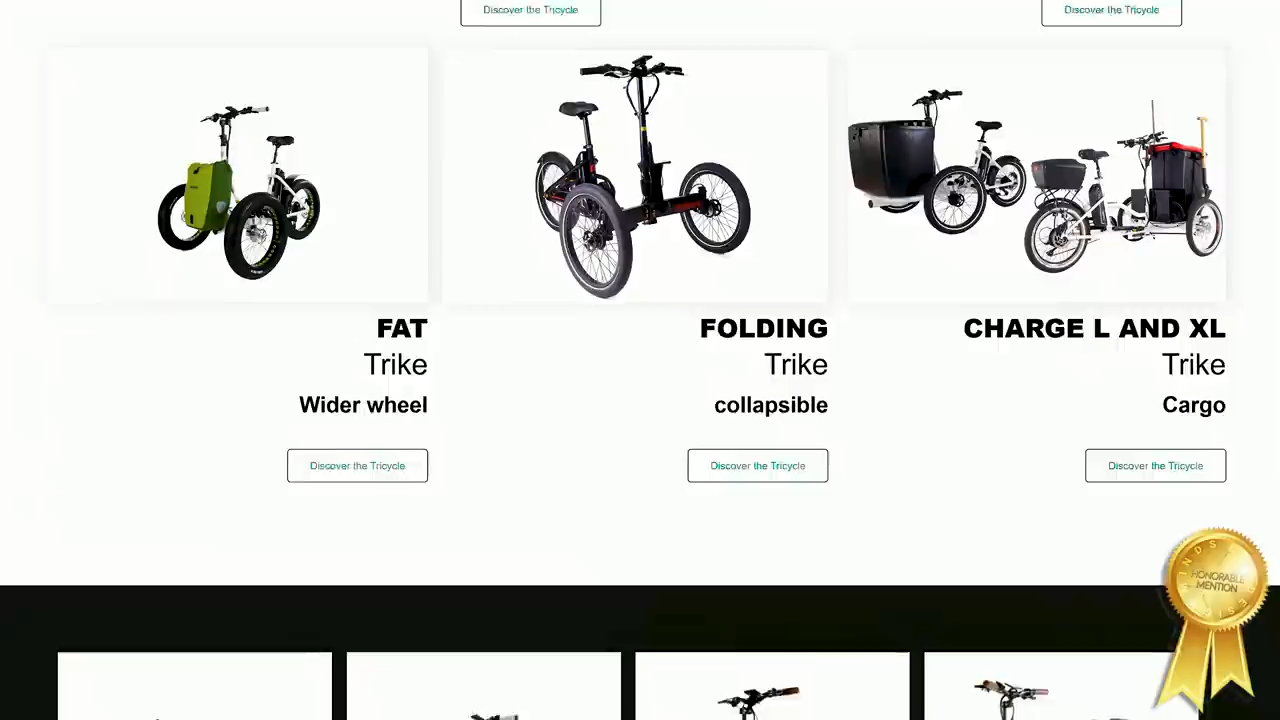 Discover the Tricycle
Discover the Tricycle
FAT
Trike
Wider wheel
Discover the Tricycle
FOLDING
Trike
collapsible
Discover the Tricycle
CHARGE L AND XL
Trike
Cargo
Discover the Tricycle
HONORABLE
MENTION